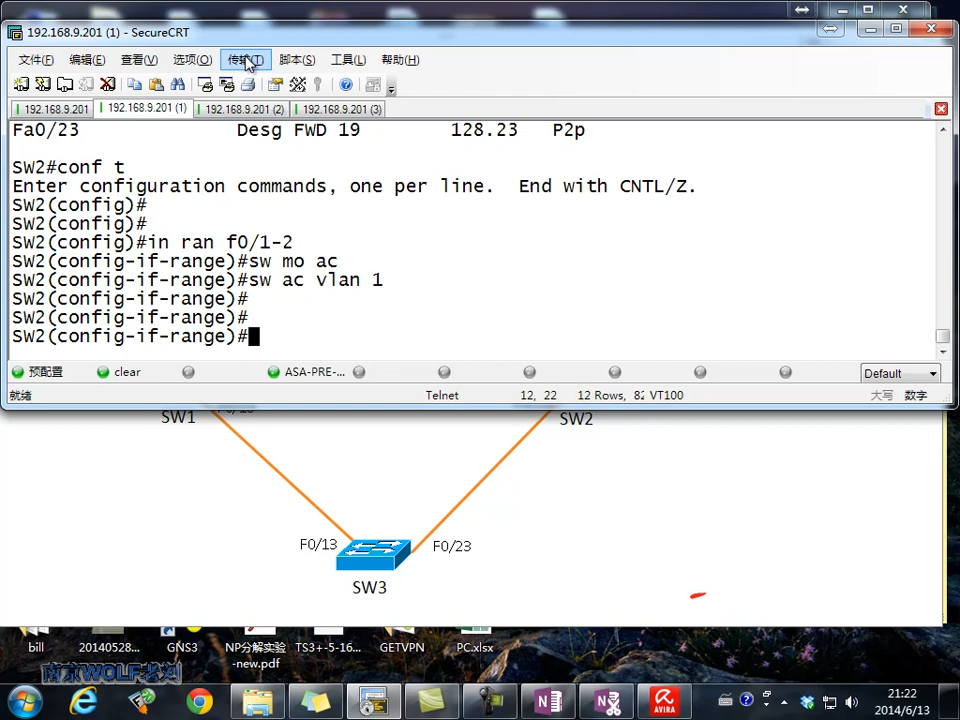 192.168.9.201 (1) - SecureCRT
文件(F) 编辑(E) 查看(V) 选项(O) 传输(T) 脚本(S) 工具(L) 帮助(H)
192.168.9.201 192.168.9.201 (1) 192.168.9.201 (2) 192.168.9.201 (3)
Fa0/23 Desg FWD 19 128.23 P2p
SW2#conf t
Enter configuration commands, one per line. End with CNTL/Z.
SW2(config)#
SW2(config)#
SW2(config)#in ran f0/1-2
SW2(config-if-range)#sw mo ac
SW2(config-if-range)#sw ac vlan 1
SW2(config-if-range)#
SW2(config-if-range)#
SW2(config-if-range)#
预配置 clear ASA-PRE-... Default
就绪 Telnet 12, 22 12 Rows, 82 VT100 大写 数字
SW1 SW2
F0/13 F0/23
SW3
bill 20140528... GNS3 NP分解实验 TS3+-5-16... GETVPN PC.xlsx
-new.pdf
南京WOLF老刘
AVIRA
21:22
2014/6/13